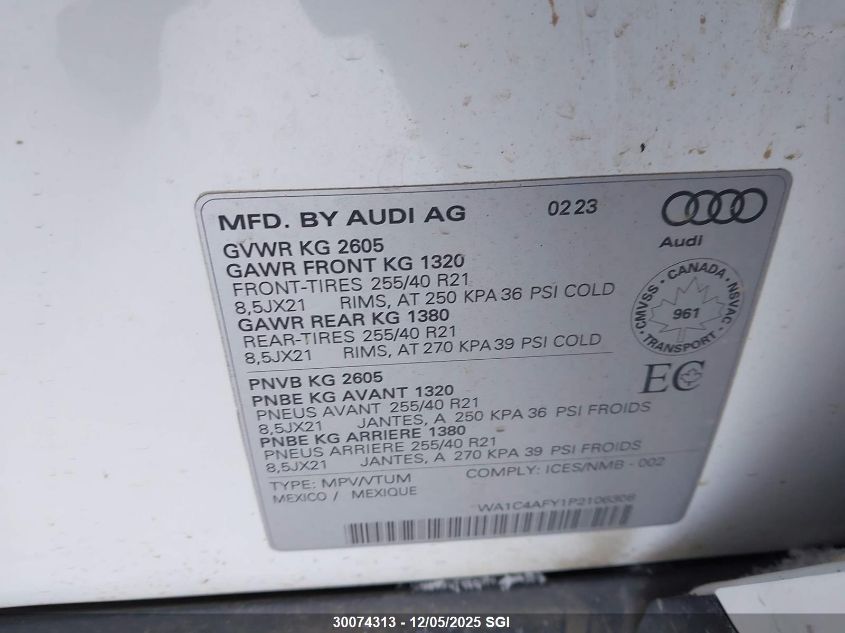 MFD. BY AUDI AG 02 23
Audi
GVWR KG 2605
GAWR FRONT KG 1320
FRONT-TIRES 255/40 R21
8,5JX21 RIMS, AT 250 KPA 36 PSI COLD
GAWR REAR KG 1380
REAR-TIRES 255/40 R21
8,5JX21 RIMS, AT 270 KPA 39 PSI COLD
CMVSS • CANADA • NSVAC
961
• TRANSPORT •
EC
PNVB KG 2605
PNBE KG AVANT 1320
PNEUS AVANT 255/40 R21
8,5JX21 JANTES, A 250 KPA 36 PSI FROIDS
PNBE KG ARRIERE 1380
PNEUS ARRIERE 255/40 R21
8,5JX21 JANTES, A 270 KPA 39 PSI FROIDS
TYPE: MPV/VTUM COMPLY: ICES/NMB - 002
MEXICO / MEXIQUE
WA1C4AFY1P2106306
30074313 - 12/05/2025 SGI